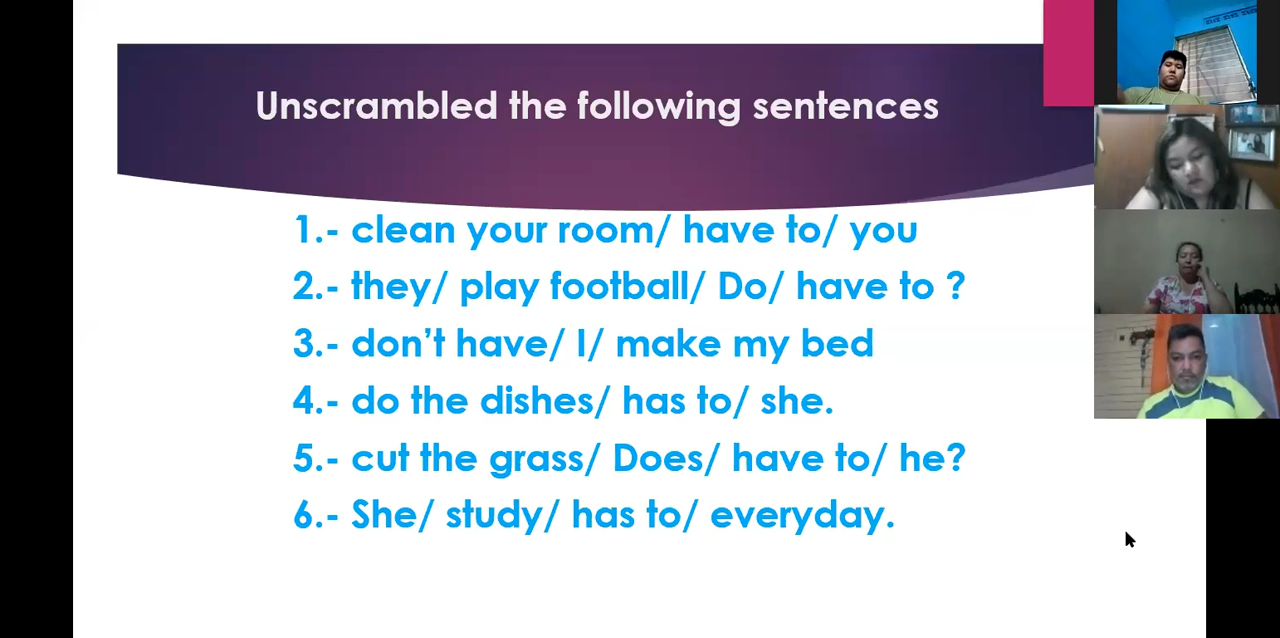 Unscrambled the following sentences
1.- clean your room/ have to/ you
2.- they/ play football/ Do/ have to ?
3.- don’t have/ I/ make my bed
4.- do the dishes/ has to/ she.
5.- cut the grass/ Does/ have to/ he?
6.- She/ study/ has to/ everyday.